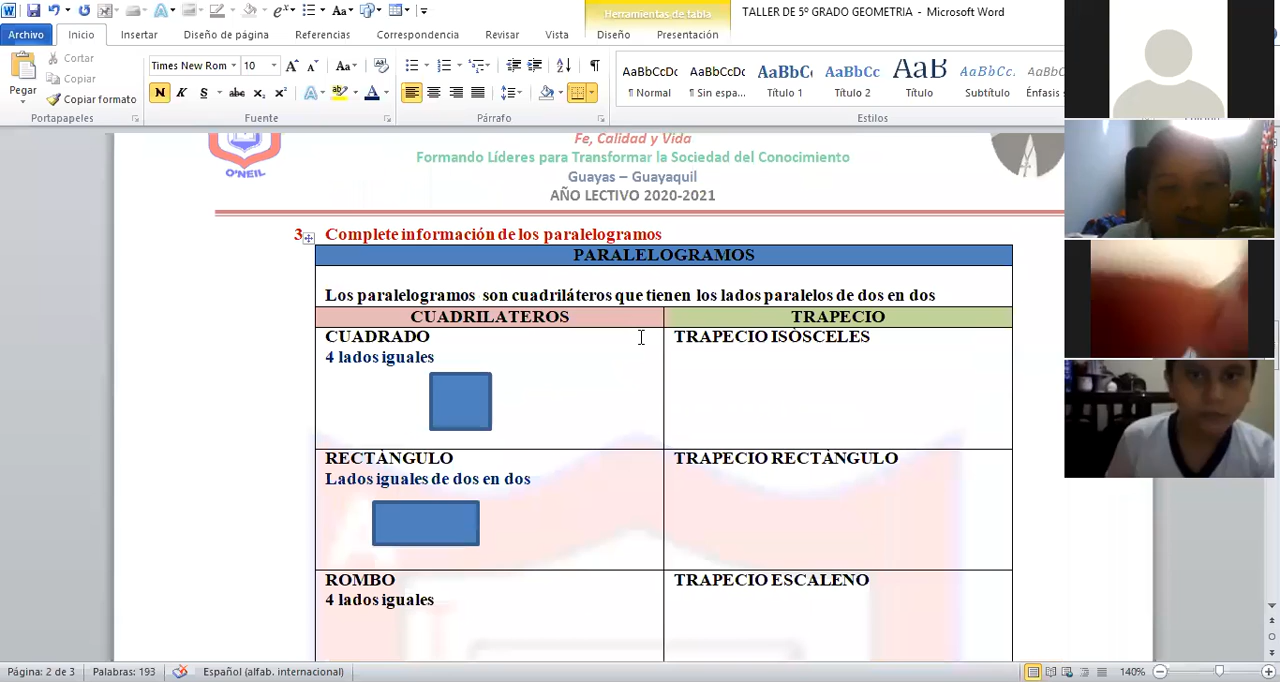 TALLER DE 5º GRADO GEOMETRIA - Microsoft Word
Herramientas de tabla
Archivo Inicio Insertar Diseño de página Referencias Correspondencia Revisar Vista Diseño Presentación
Pegar
Cortar
Copiar
Copiar formato
Portapapeles
Times New Rom 10
N K S abc x₂ x²
Fuente
Párrafo
AaBbCcDc AaBbCcDc AaBbC AaBbCc AaB AaBbCc. AaBbCc
¶ Normal ¶ Sin espa... Título 1 Título 2 Título Subtítulo Énfasis
Estilos
O'NEIL
Fe, Calidad y Vida
Formando Líderes para Transformar la Sociedad del Conocimiento
Guayas – Guayaquil
AÑO LECTIVO 2020-2021
3. Complete información de los paralelogramos
PARALELOGRAMOS
Los paralelogramos son cuadriláteros que tienen los lados paralelos de dos en dos
CUADRILATEROS
TRAPECIO
CUADRADO
4 lados iguales
TRAPECIO ISÓSCELES
RECTÁNGULO
Lados iguales de dos en dos
TRAPECIO RECTÁNGULO
ROMBO
4 lados iguales
TRAPECIO ESCALENO
Página: 2 de 3 Palabras: 193 Español (alfab. internacional) 140%